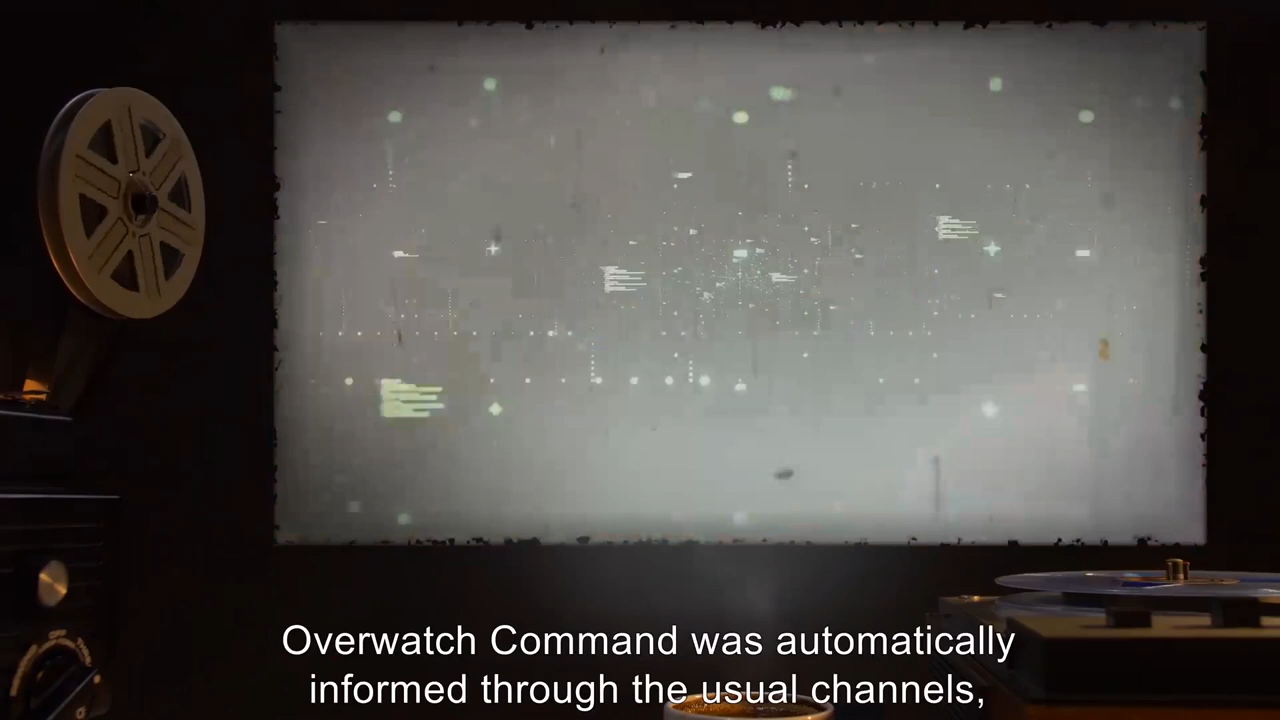 Overwatch Command was automatically
informed through the usual channels,